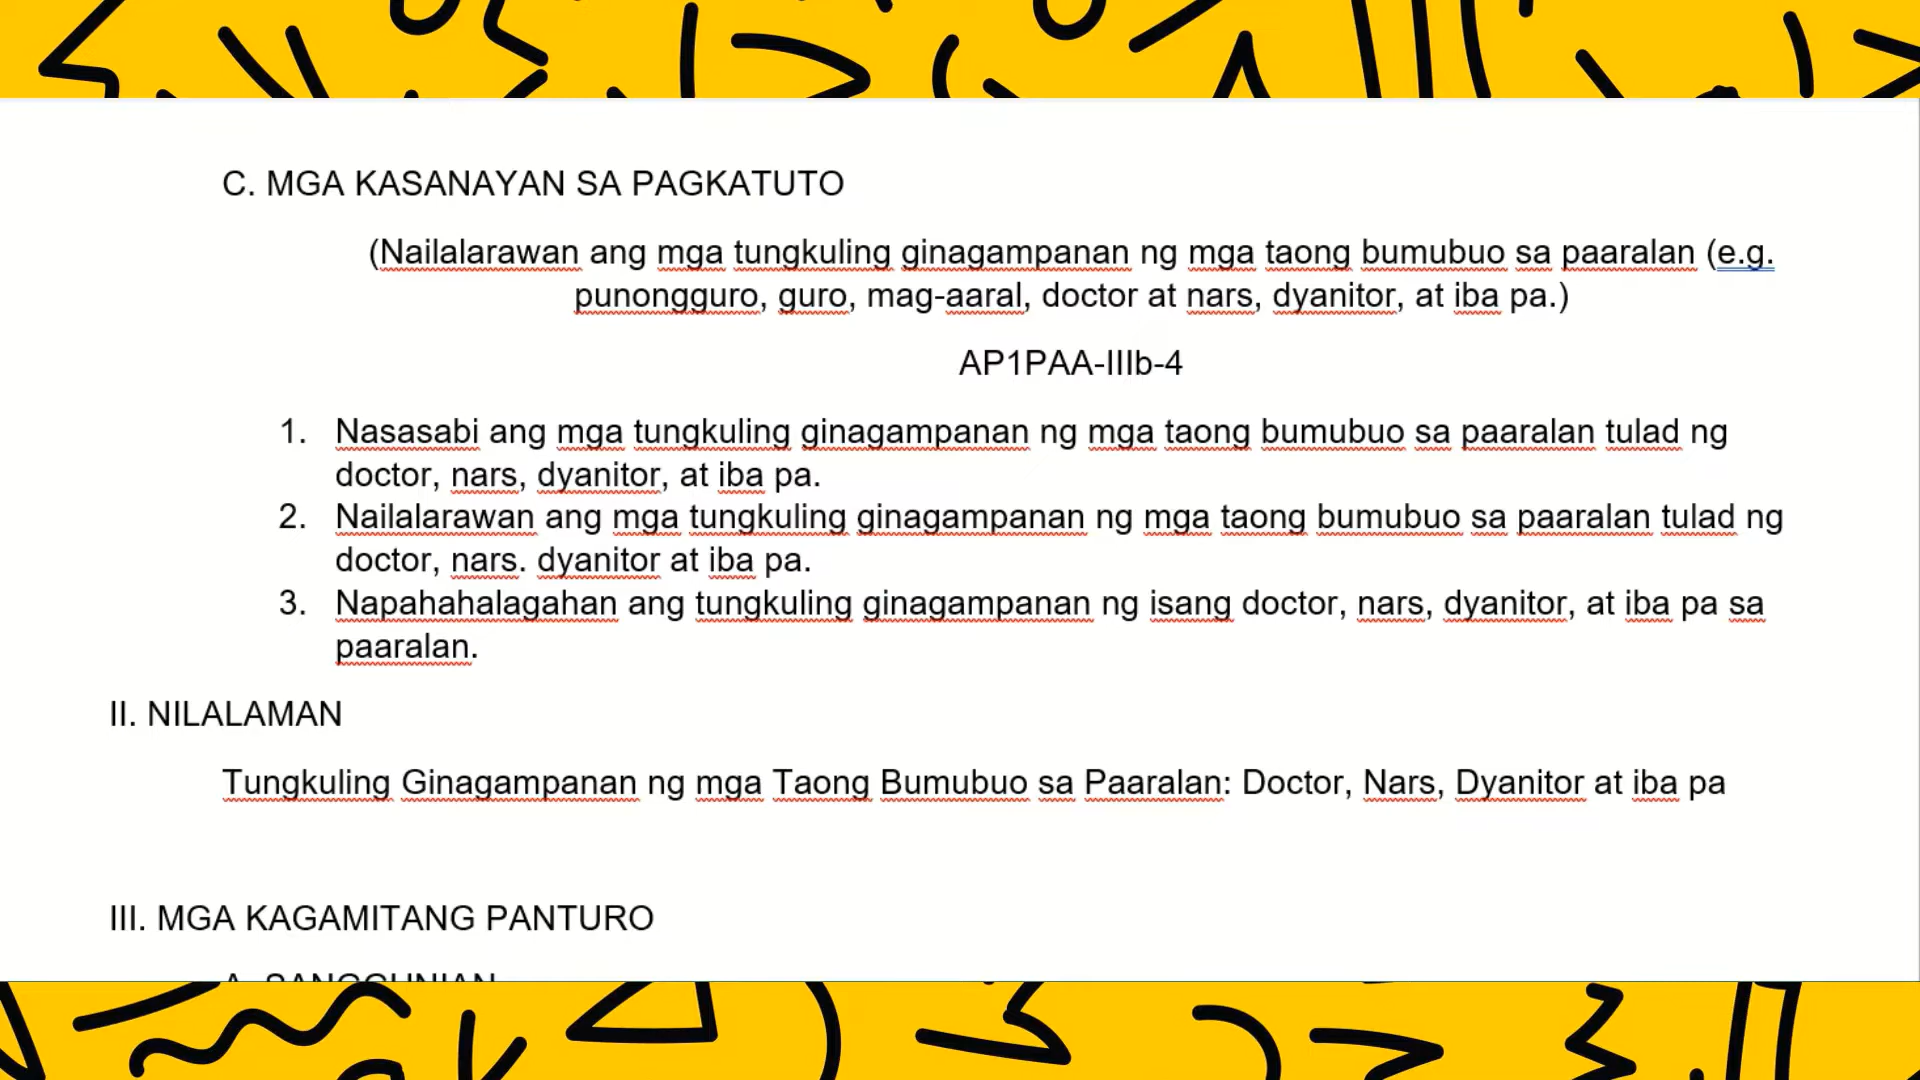 C. MGA KASANAYAN SA PAGKATUTO
(Nailalarawan ang mga tungkuling ginagampanan ng mga taong bumubuo sa paaralan (e.g.
punongguro, guro, mag-aaral, doctor at nars, dyanitor, at iba pa.)
AP1PAA-IIIb-4
1. Nasasabi ang mga tungkuling ginagampanan ng mga taong bumubuo sa paaralan tulad ng
doctor, nars, dyanitor, at iba pa.
2. Nailalarawan ang mga tungkuling ginagampanan ng mga taong bumubuo sa paaralan tulad ng
doctor, nars. dyanitor at iba pa.
3. Napahahalagahan ang tungkuling ginagampanan ng isang doctor, nars, dyanitor, at iba pa sa
paaralan.
II. NILALAMAN
Tungkuling Ginagampanan ng mga Taong Bumubuo sa Paaralan: Doctor, Nars, Dyanitor at iba pa
III. MGA KAGAMITANG PANTURO
A. SANGGUNIAN